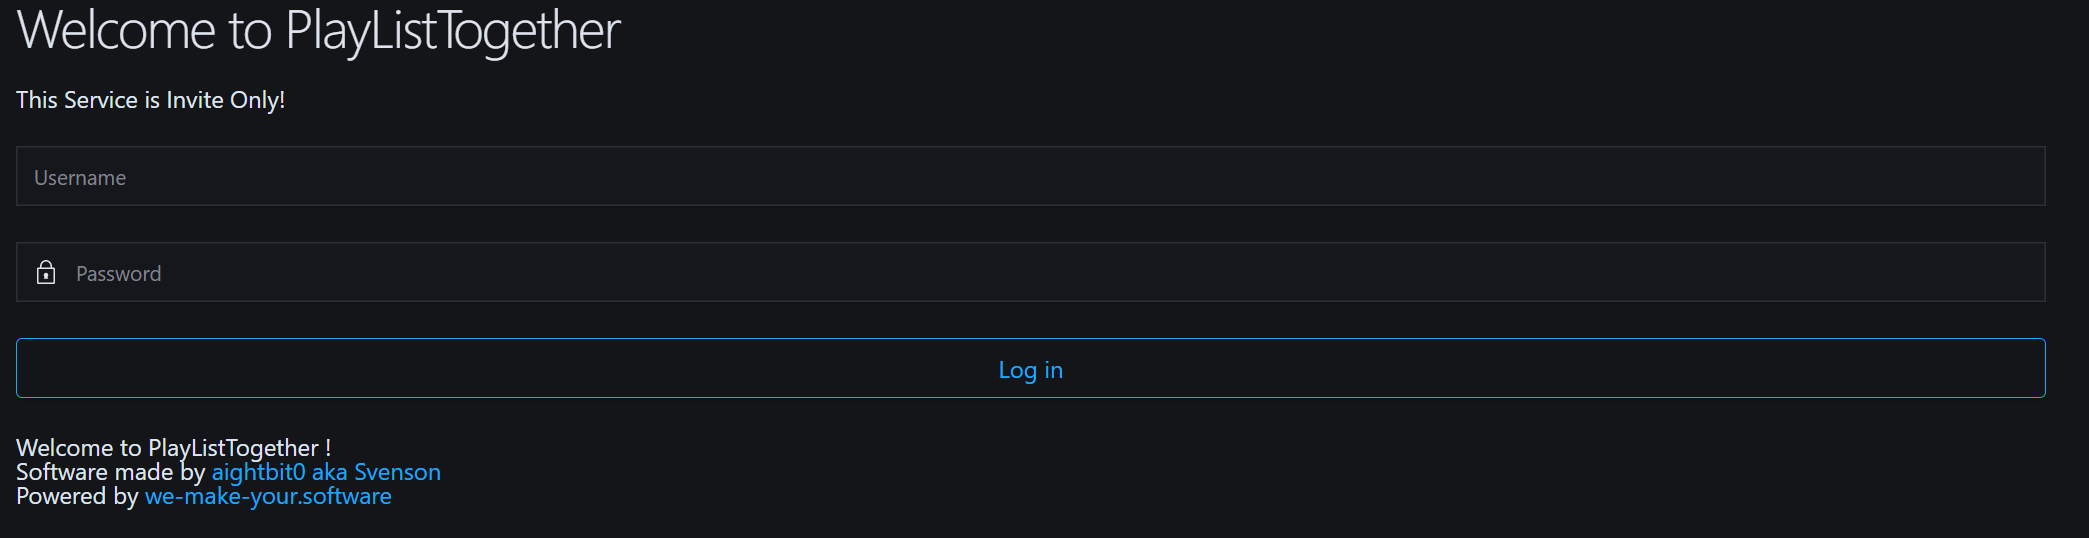 Welcome to PlayListTogether
This Service is Invite Only!
Username
Password
Log in
Welcome to PlayListTogether !
Software made by aightbit0 aka Svenson
Powered by we-make-your.software